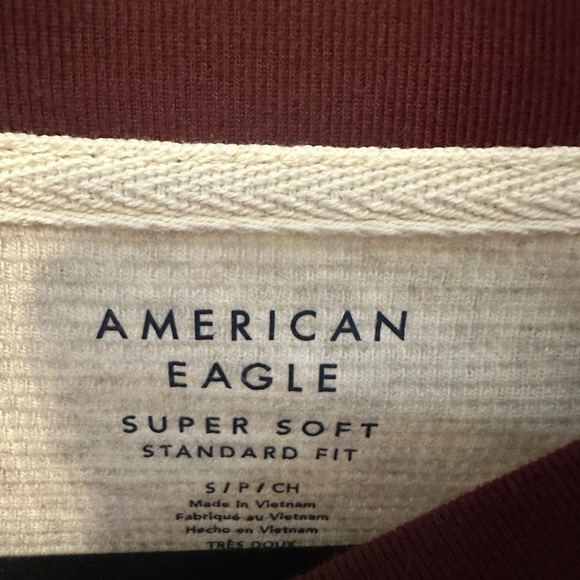 AMERICAN
EAGLE
SUPER SOFT
STANDARD FIT
S / P / CH
Made in Vietnam
Fabriqué au Vietnam
Hecho en Vietnam
TRÈS DOUX